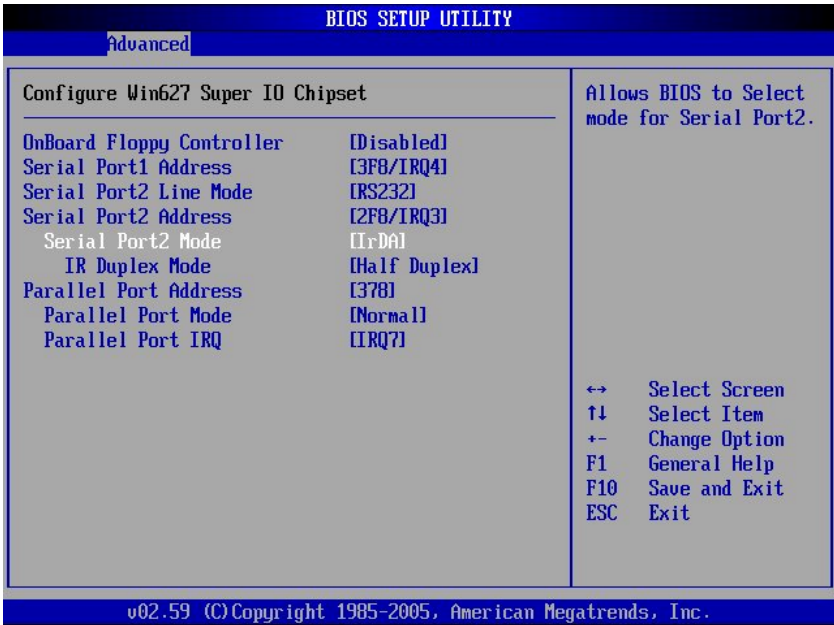 BIOS SETUP UTILITY
Advanced
Configure Win627 Super IO Chipset
OnBoard Floppy Controller [Disabled]
Serial Port1 Address [3F8/IRQ4]
Serial Port2 Line Mode [RS232]
Serial Port2 Address [2F8/IRQ3]
Serial Port2 Mode [IrDA]
IR Duplex Mode [Half Duplex]
Parallel Port Address [378]
Parallel Port Mode [Normal]
Parallel Port IRQ [IRQ7]
Allows BIOS to Select
mode for Serial Port2.
←→ Select Screen
↑↓ Select Item
+- Change Option
F1 General Help
F10 Save and Exit
ESC Exit
v02.59 (C)Copyright 1985-2005, American Megatrends, Inc.